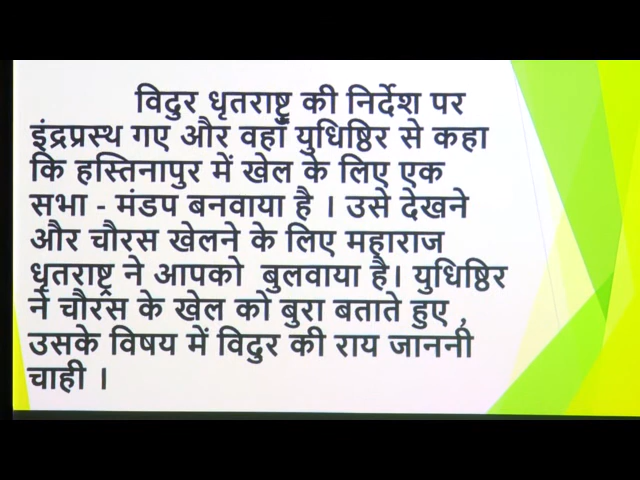 विदुर धृतराष्ट्र की निर्देश पर
इंद्रप्रस्थ गए और वहाँ युधिष्ठिर से कहा
कि हस्तिनापुर में खेल के लिए एक
सभा - मंडप बनवाया है । उसे देखने
और चौरस खेलने के लिए महाराज
धृतराष्ट्र ने आपको बुलवाया है। युधिष्ठिर
ने चौरस के खेल को बुरा बताते हुए ,
उसके विषय में विदुर की राय जाननी
चाही ।